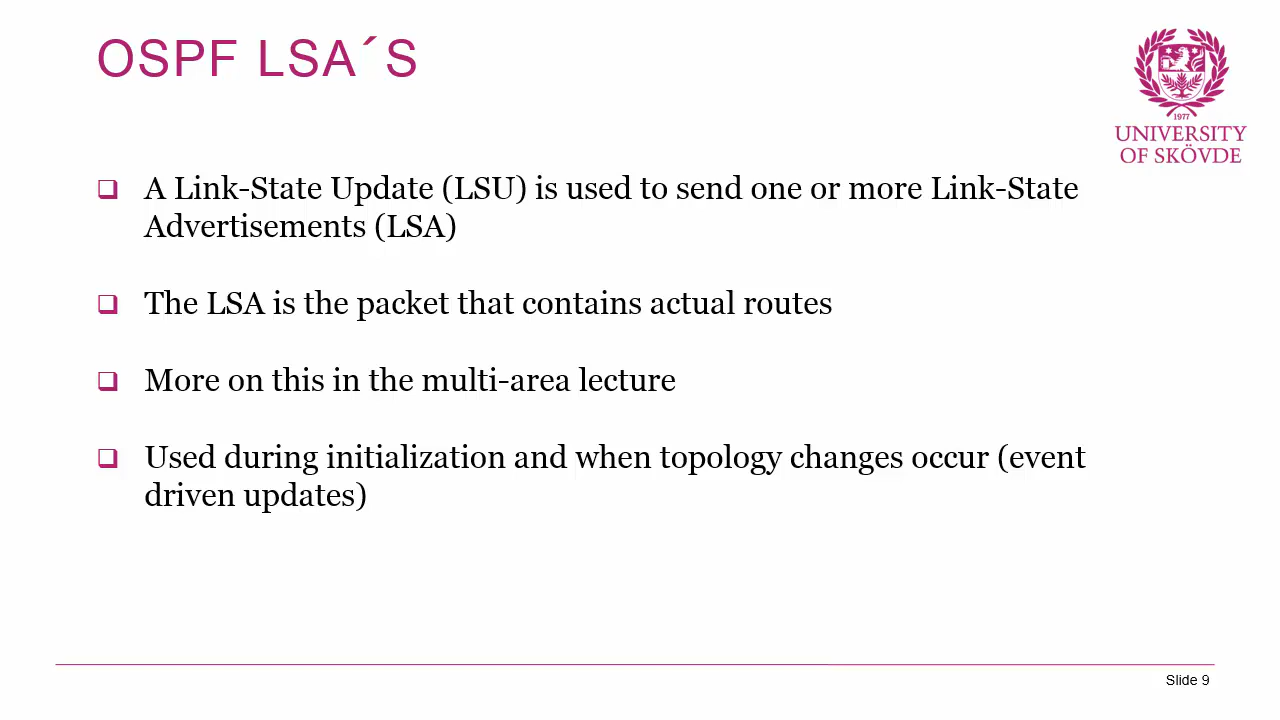 OSPF LSA´S
1977
UNIVERSITY
OF SKÖVDE
A Link-State Update (LSU) is used to send one or more Link-State
Advertisements (LSA)
The LSA is the packet that contains actual routes
More on this in the multi-area lecture
Used during initialization and when topology changes occur (event
driven updates)
Slide 9